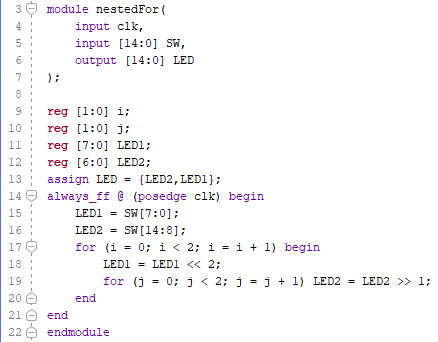 3 module nestedFor(
4     input clk,
5     input [14:0] SW,
6     output [14:0] LED
7 );
8
9 reg [1:0] i;
10 reg [1:0] j;
11 reg [7:0] LED1;
12 reg [6:0] LED2;
13 assign LED = {LED2,LED1};
14 always_ff @ (posedge clk) begin
15     LED1 = SW[7:0];
16     LED2 = SW[14:8];
17     for (i = 0; i < 2; i = i + 1) begin
18         LED1 = LED1 << 2;
19         for (j = 0; j < 2; j = j + 1) LED2 = LED2 >> 1;
20     end
21 end
22 endmodule